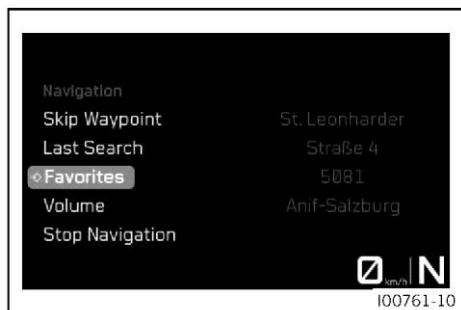 Navigation
Skip Waypoint
St. Leonharder
Last Search
Straße 4
Favorites
5081
Volume
Anif-Salzburg
Stop Navigation
0 km/h N
I00761-10